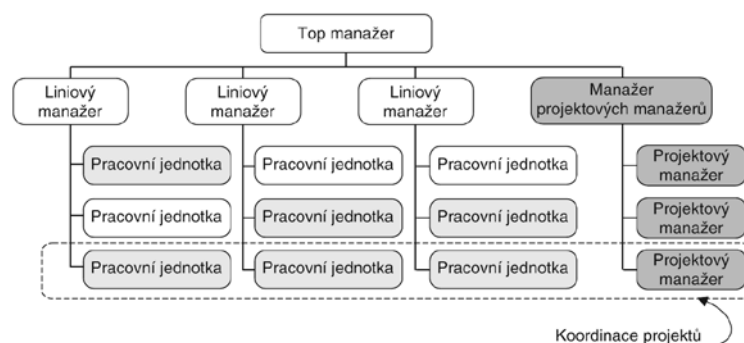 Top manažer
Liniový
manažer
Liniový
manažer
Liniový
manažer
Manažer
projektových manažerů
Pracovní jednotka
Pracovní jednotka
Pracovní jednotka
Projektový
manažer
Pracovní jednotka
Pracovní jednotka
Pracovní jednotka
Projektový
manažer
Pracovní jednotka
Pracovní jednotka
Pracovní jednotka
Projektový
manažer
Koordinace projektů